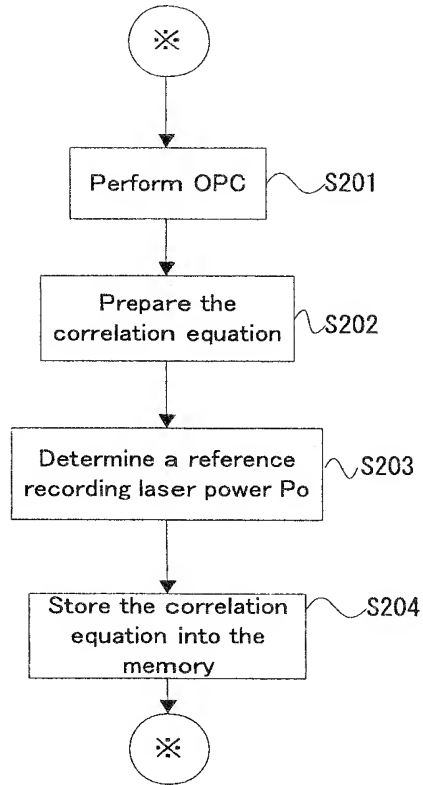 ※
Perform OPC
S201
Prepare the
correlation equation
S202
Determine a reference
recording laser power Po
S203
Store the correlation
equation into the
memory
S204
※